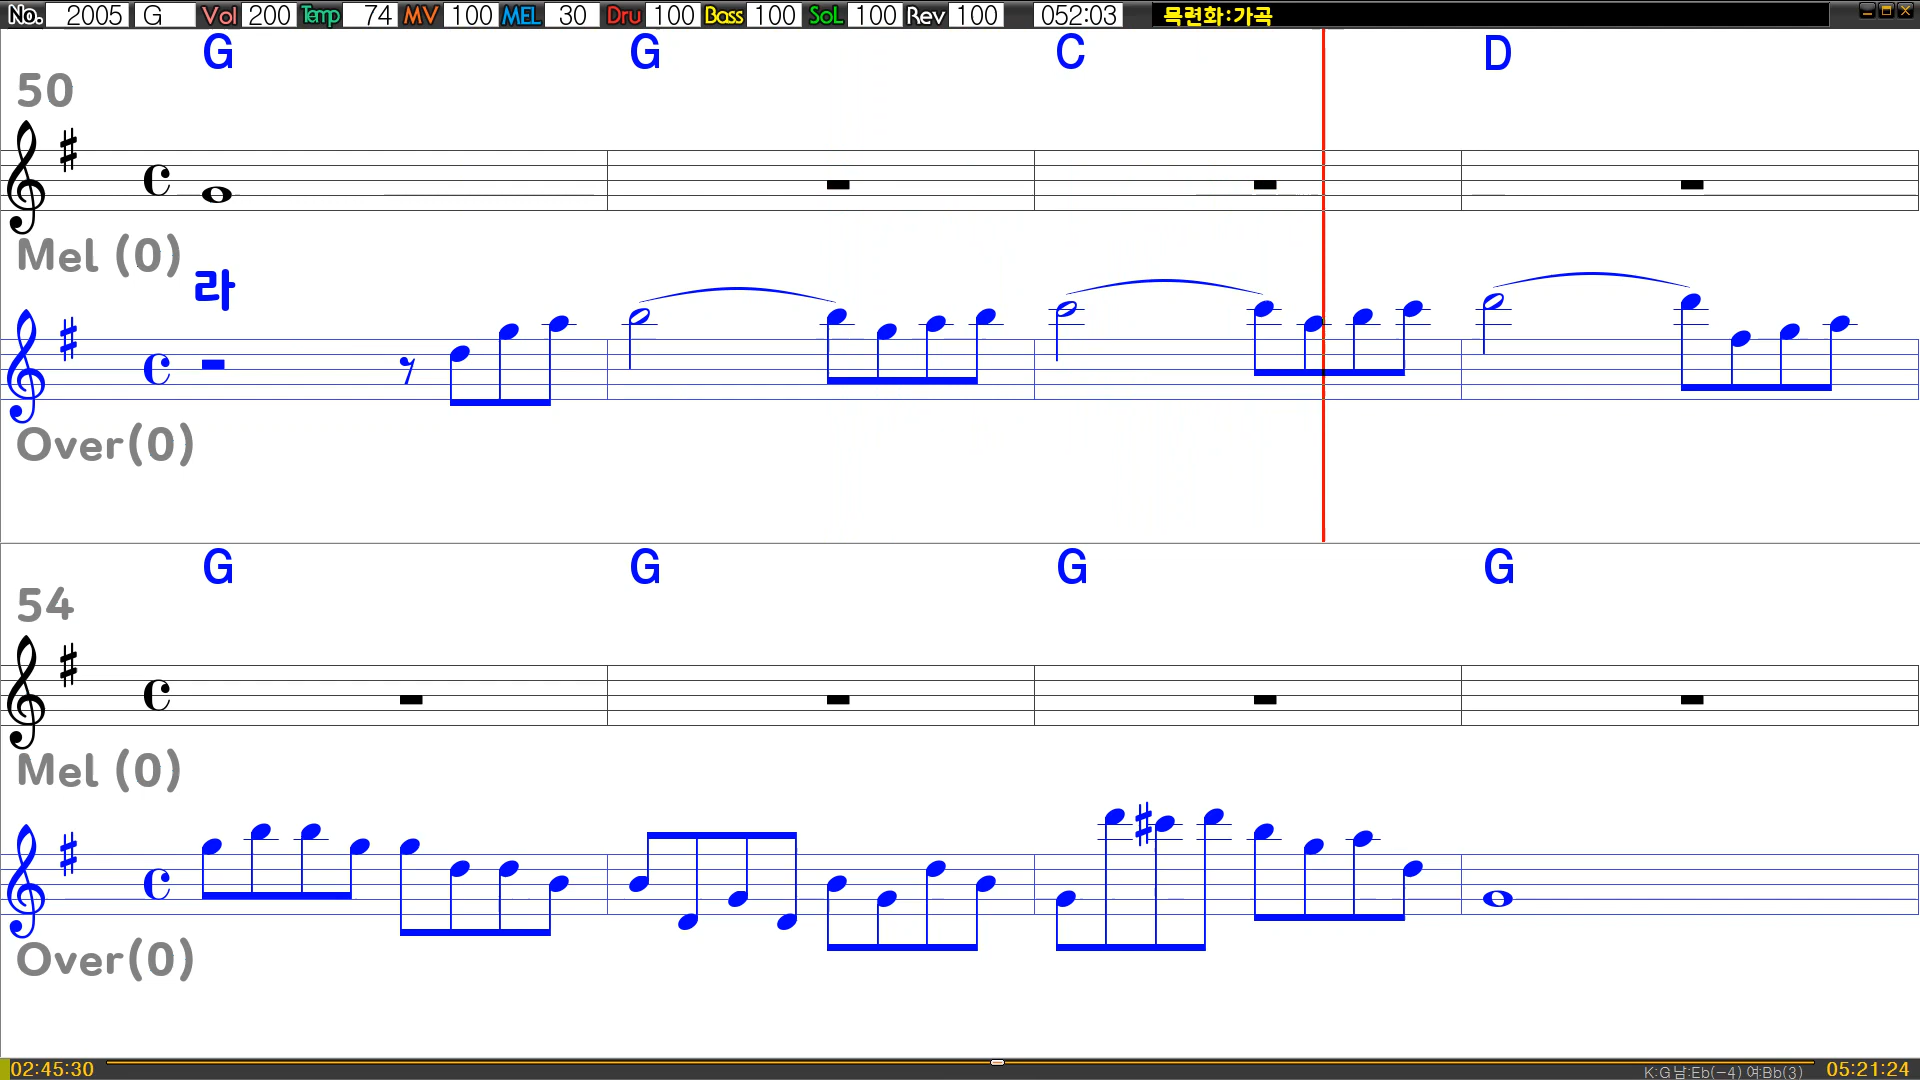 No. 2005 G Vol 200 Temp 74 MV 100 MEL 30 Dru 100 Bass 100 SoL 100 Rev 100 052:03 목련화:가곡
G G C D
50
Mel (0)
라
Over(0)
G G G G
54
Mel (0)
Over(0)
02:45:30 K:G 남:Eb(-4) 여:Bb(3) 05:21:24